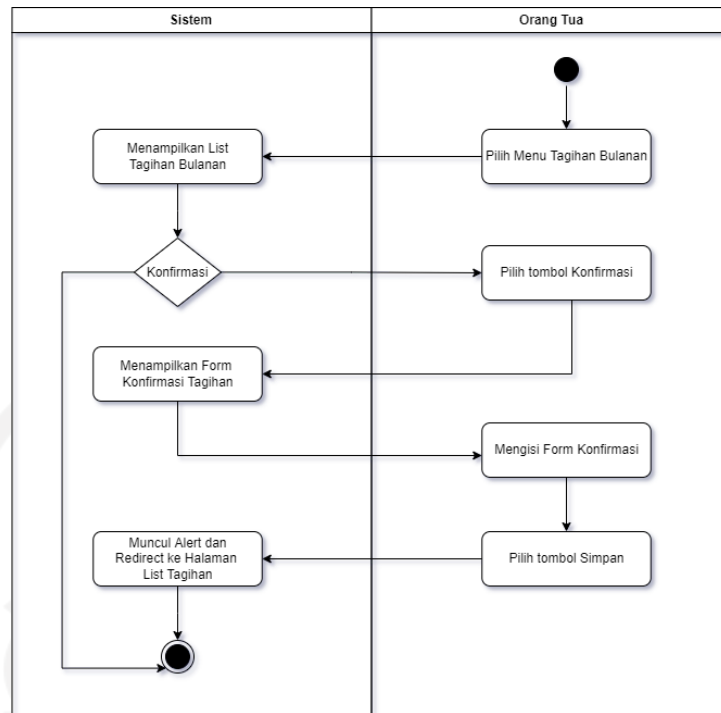 Sistem
Orang Tua
Pilih Menu Tagihan Bulanan
Menampilkan List
Tagihan Bulanan
Konfirmasi
Pilih tombol Konfirmasi
Menampilkan Form
Konfirmasi Tagihan
Mengisi Form Konfirmasi
Pilih tombol Simpan
Muncul Alert dan
Redirect ke Halaman
List Tagihan